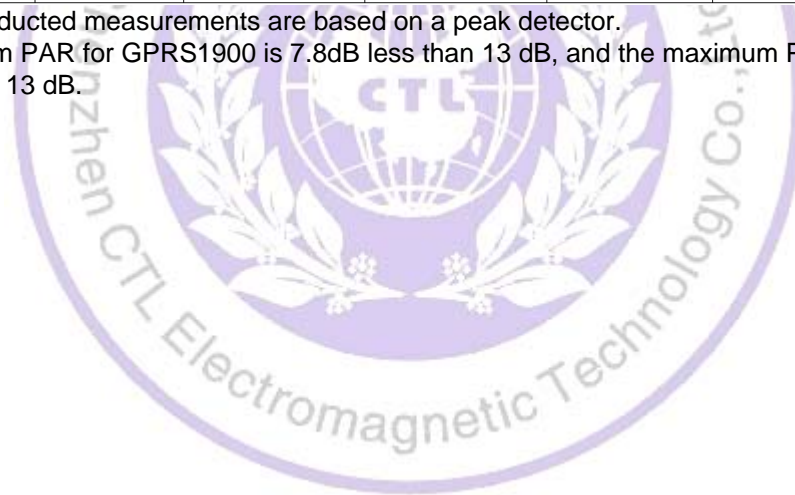 ducted measurements are based on a peak detector.
m PAR for GPRS1900 is 7.8dB less than 13 dB, and the maximum
13 dB.
CTL
zhen CTL Electromagnetic Technology Co.,